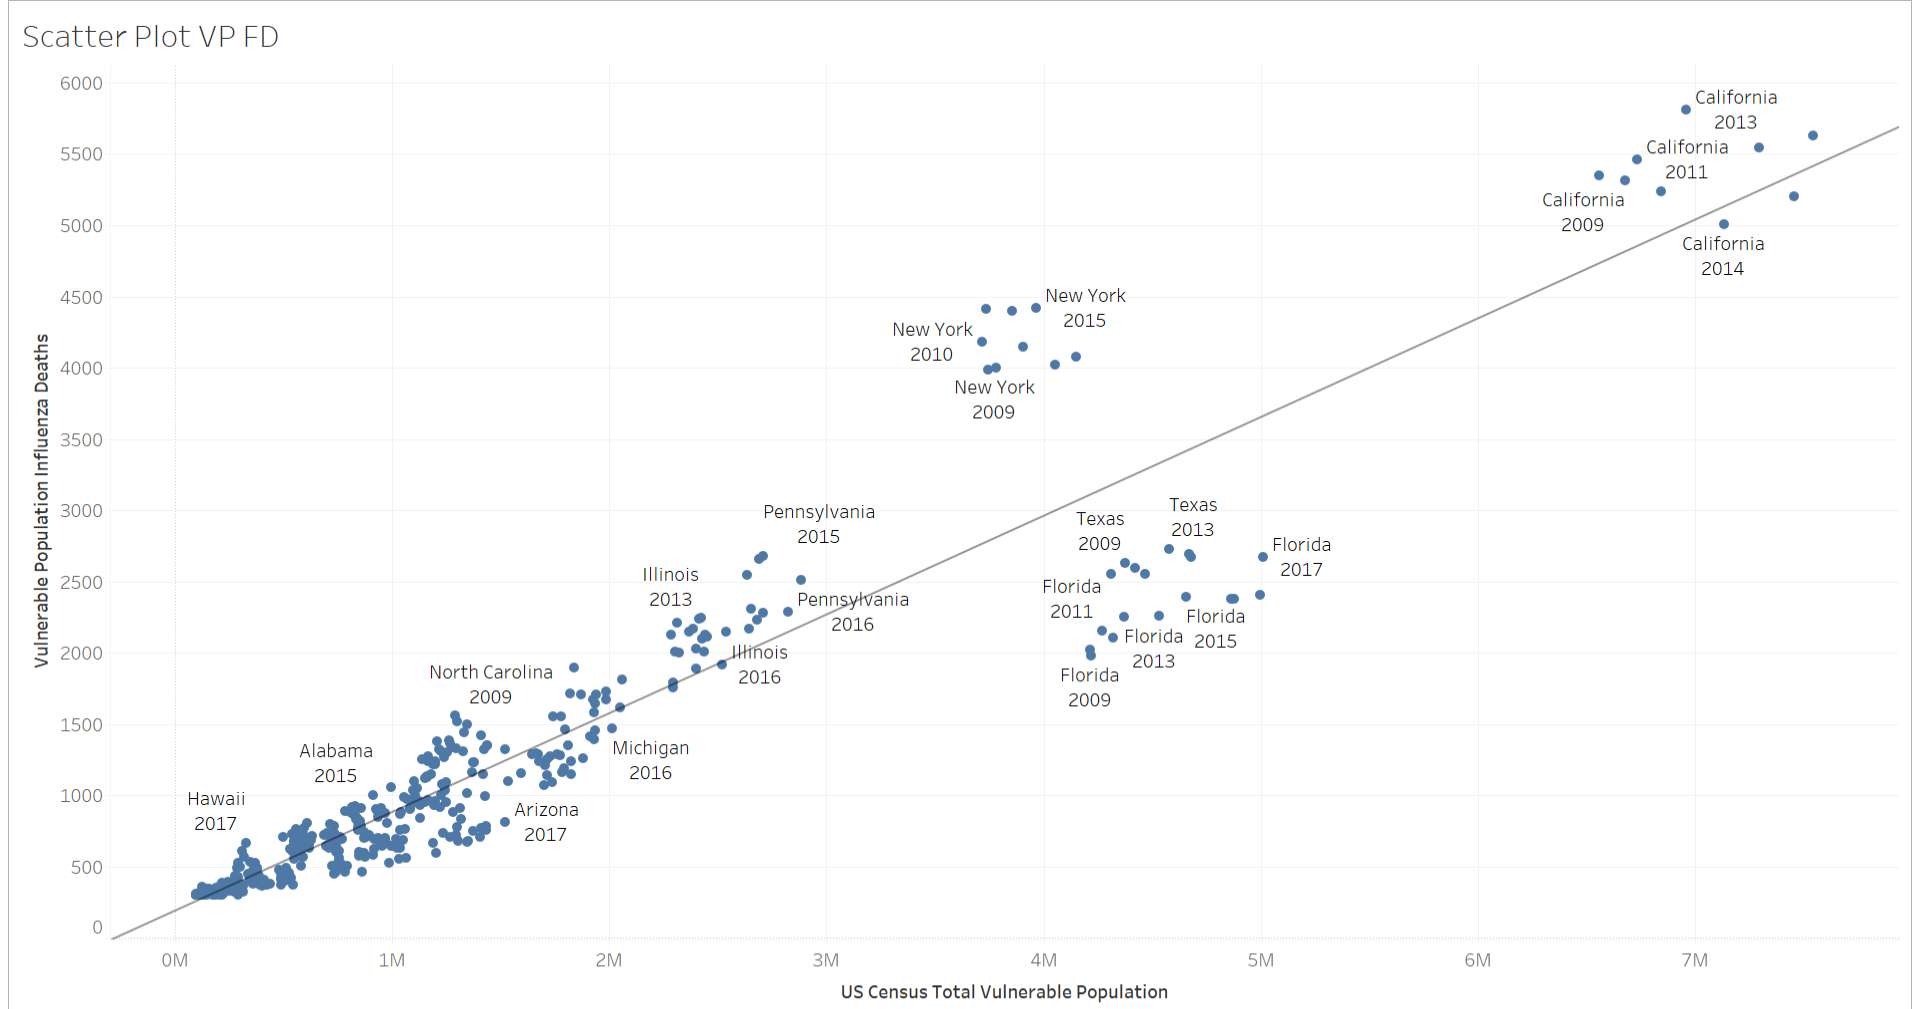 Scatter Plot VP FD
6000
5500
5000
4500
4000
3500
3000
2500
2000
1500
1000
500
0
Vulnerable Population Influenza Deaths
California
2013
California
2011
California
2009
California
2014
New York
2015
New York
2010
New York
2009
Pennsylvania
2015
Texas
2013
Texas
2009
Florida
2017
Illinois
2013
Florida
2011
Pennsylvania
2016
Florida
2015
Florida
2013
Illinois
2016
Florida
2009
North Carolina
2009
Michigan
2016
Alabama
2015
Hawaii
2017
Arizona
2017
0M
1M
2M
3M
4M
5M
6M
7M
US Census Total Vulnerable Population